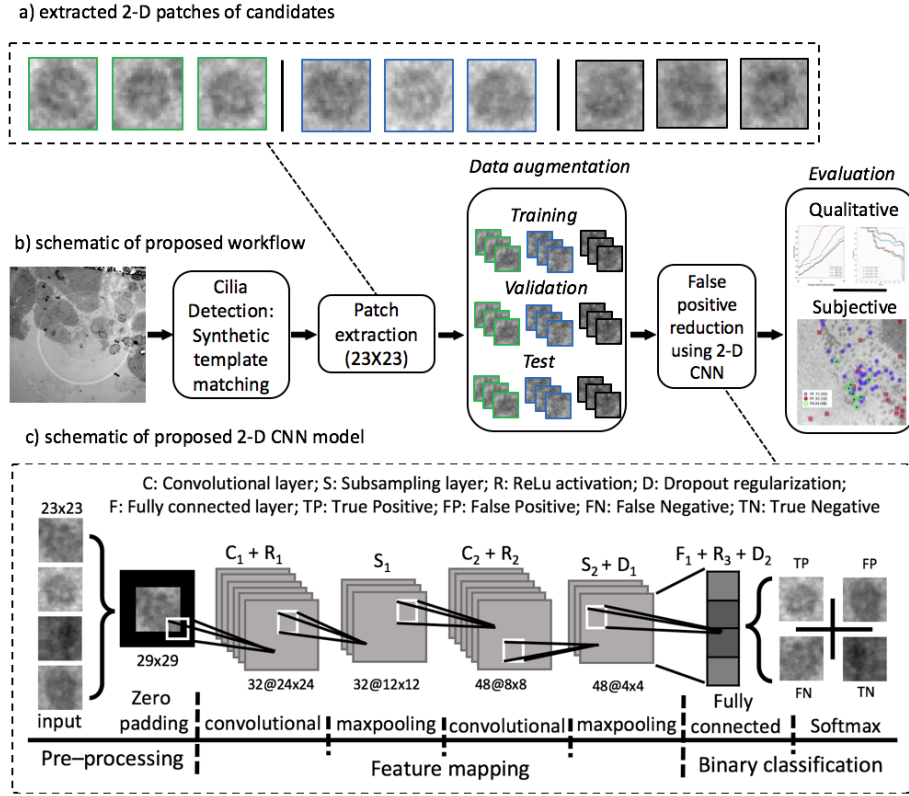 a) extracted 2-D patches of candidates
Data augmentation
Evaluation
Training
Qualitative
b) schematic of proposed workflow
Cilia
Detection:
Synthetic
template
matching
Patch
extraction
(23X23)
Validation
Test
False
positive
reduction
using 2-D
CNN
Subjective
c) schematic of proposed 2-D CNN model
C: Convolutional layer; S: Subsampling layer; R: ReLu activation; D: Dropout regularization;
F: Fully connected layer; TP: True Positive; FP: False Positive; FN: False Negative; TN: True Negative
23x23
C1 + R1
S1
C2 + R2
S2 + D1
F1 + R3 + D2
TP
FP
29x29
32@24x24
32@12x12
48@8x8
48@4x4
FN
TN
input
Zero
padding
convolutional
maxpooling
convolutional
maxpooling
Fully
connected
Softmax
Pre–processing
Feature mapping
Binary classification